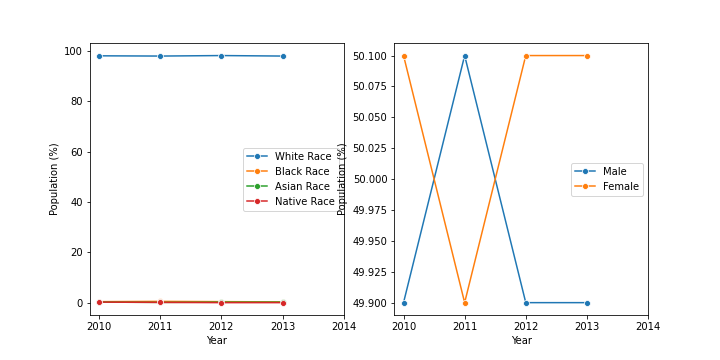 100
80
60
40
20
0
Population (%)
2010 2011 2012 2013 2014
Year
White Race
Black Race
Asian Race
Native Race
50.100
50.075
50.050
50.025
50.000
49.975
49.950
49.925
49.900
Population (%)
2010 2011 2012 2013 2014
Year
Male
Female